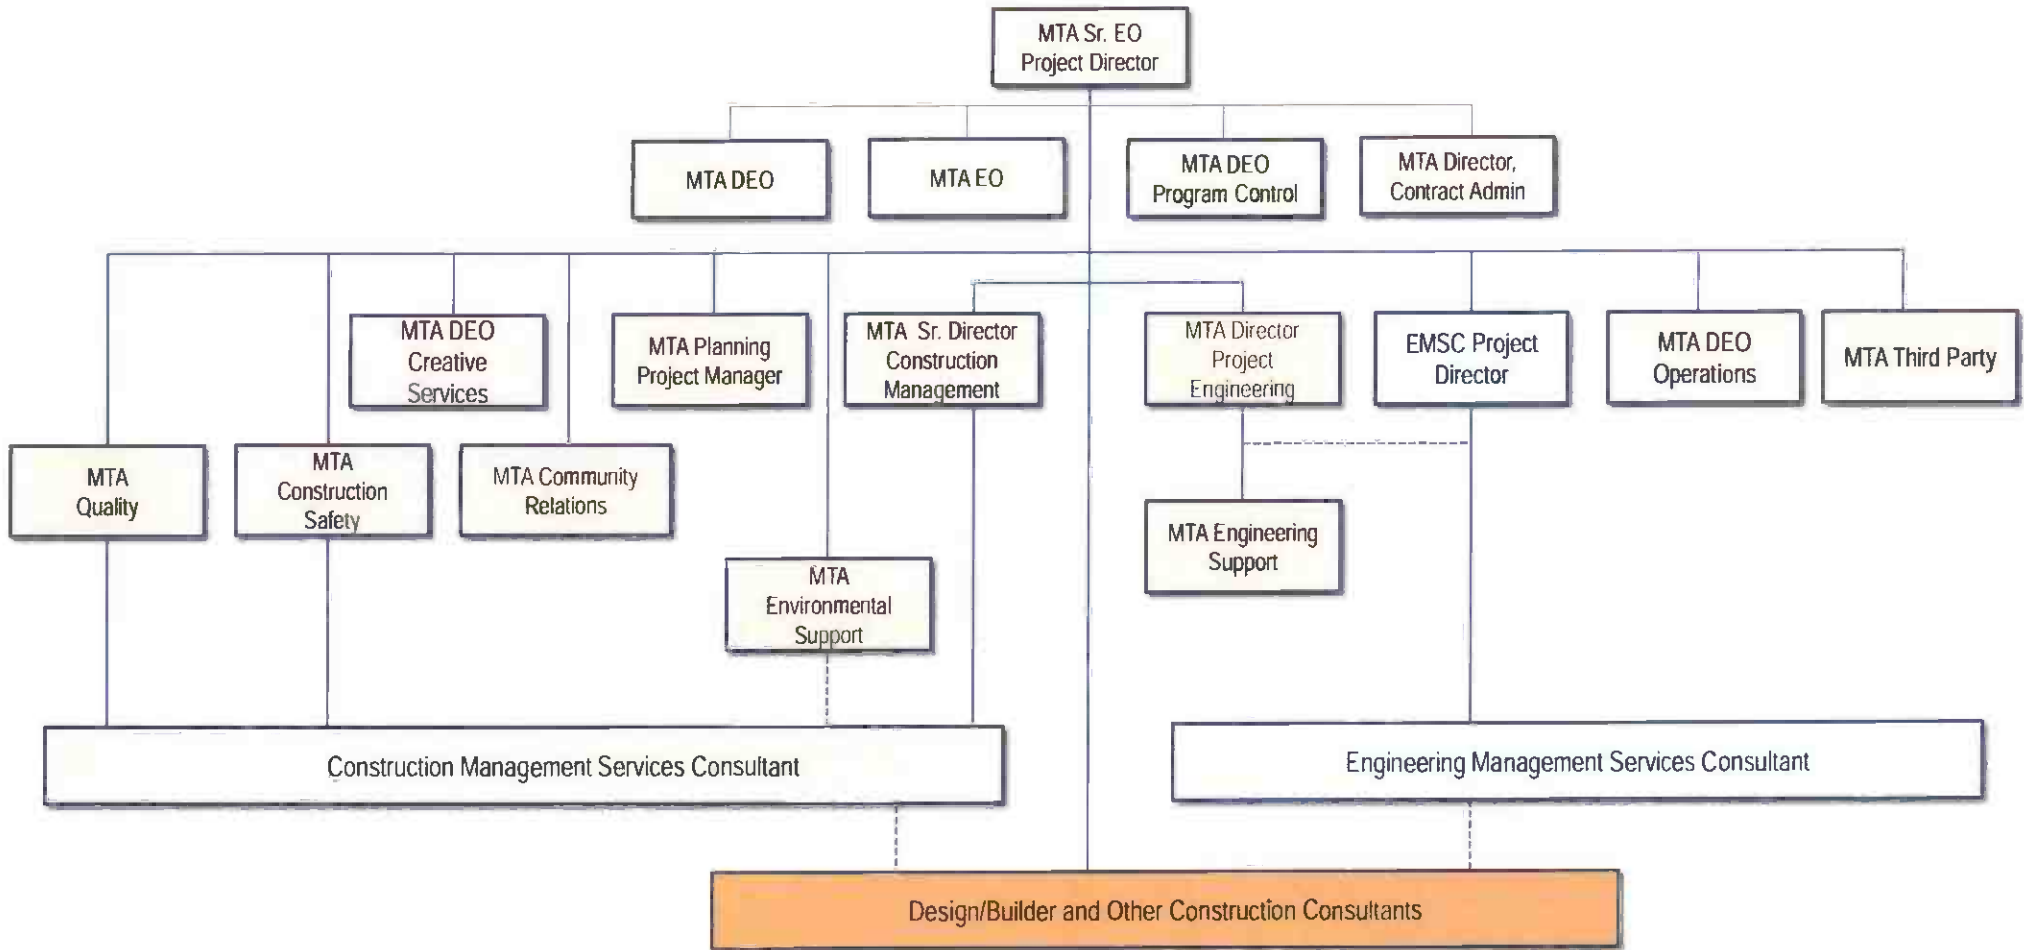 MTA Sr. EO
Project Director
MTA DEO
MTA EO
MTA DEO
Program Control
MTA Director,
Contract Admin
MTA DEO
Creative
Services
MTA Planning
Project Manager
MTA Sr. Director
Construction
Management
MTA Director
Project
Engineering
EMSC Project
Director
MTA DEO
Operations
MTA Third Party
MTA
Quality
MTA
Construction
Safety
MTA Community
Relations
MTA Engineering
Support
MTA
Environmental
Support
Construction Management Services Consultant
Engineering Management Services Consultant
Design/Builder and Other Construction Consultants